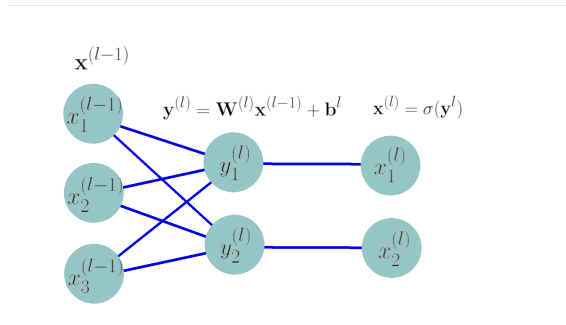 x^(l−1)
x_1^(l−1)
y^(l) = W^(l)x^(l−1) + b^l
x^(l) = σ(y^l)
y_1^(l)
x_1^(l)
x_2^(l−1)
y_2^(l)
x_2^(l)
x_3^(l−1)